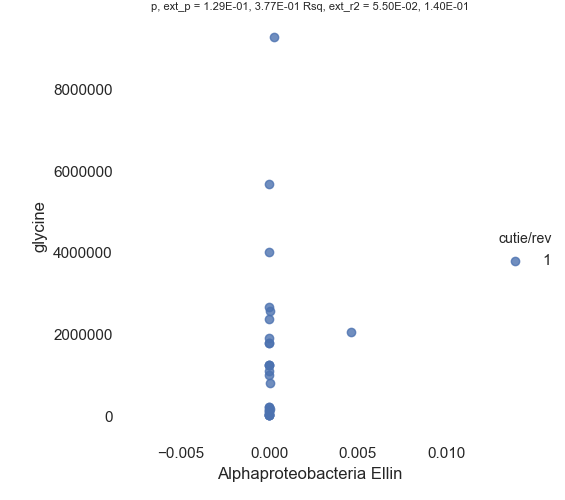 p, ext_p = 1.29E-01, 3.77E-01 Rsq, ext_r2 = 5.50E-02, 1.40E-01
8000000
6000000
4000000
2000000
0
glycine
cutie/rev
1
−0.005 0.000 0.005 0.010
Alphaproteobacteria Ellin